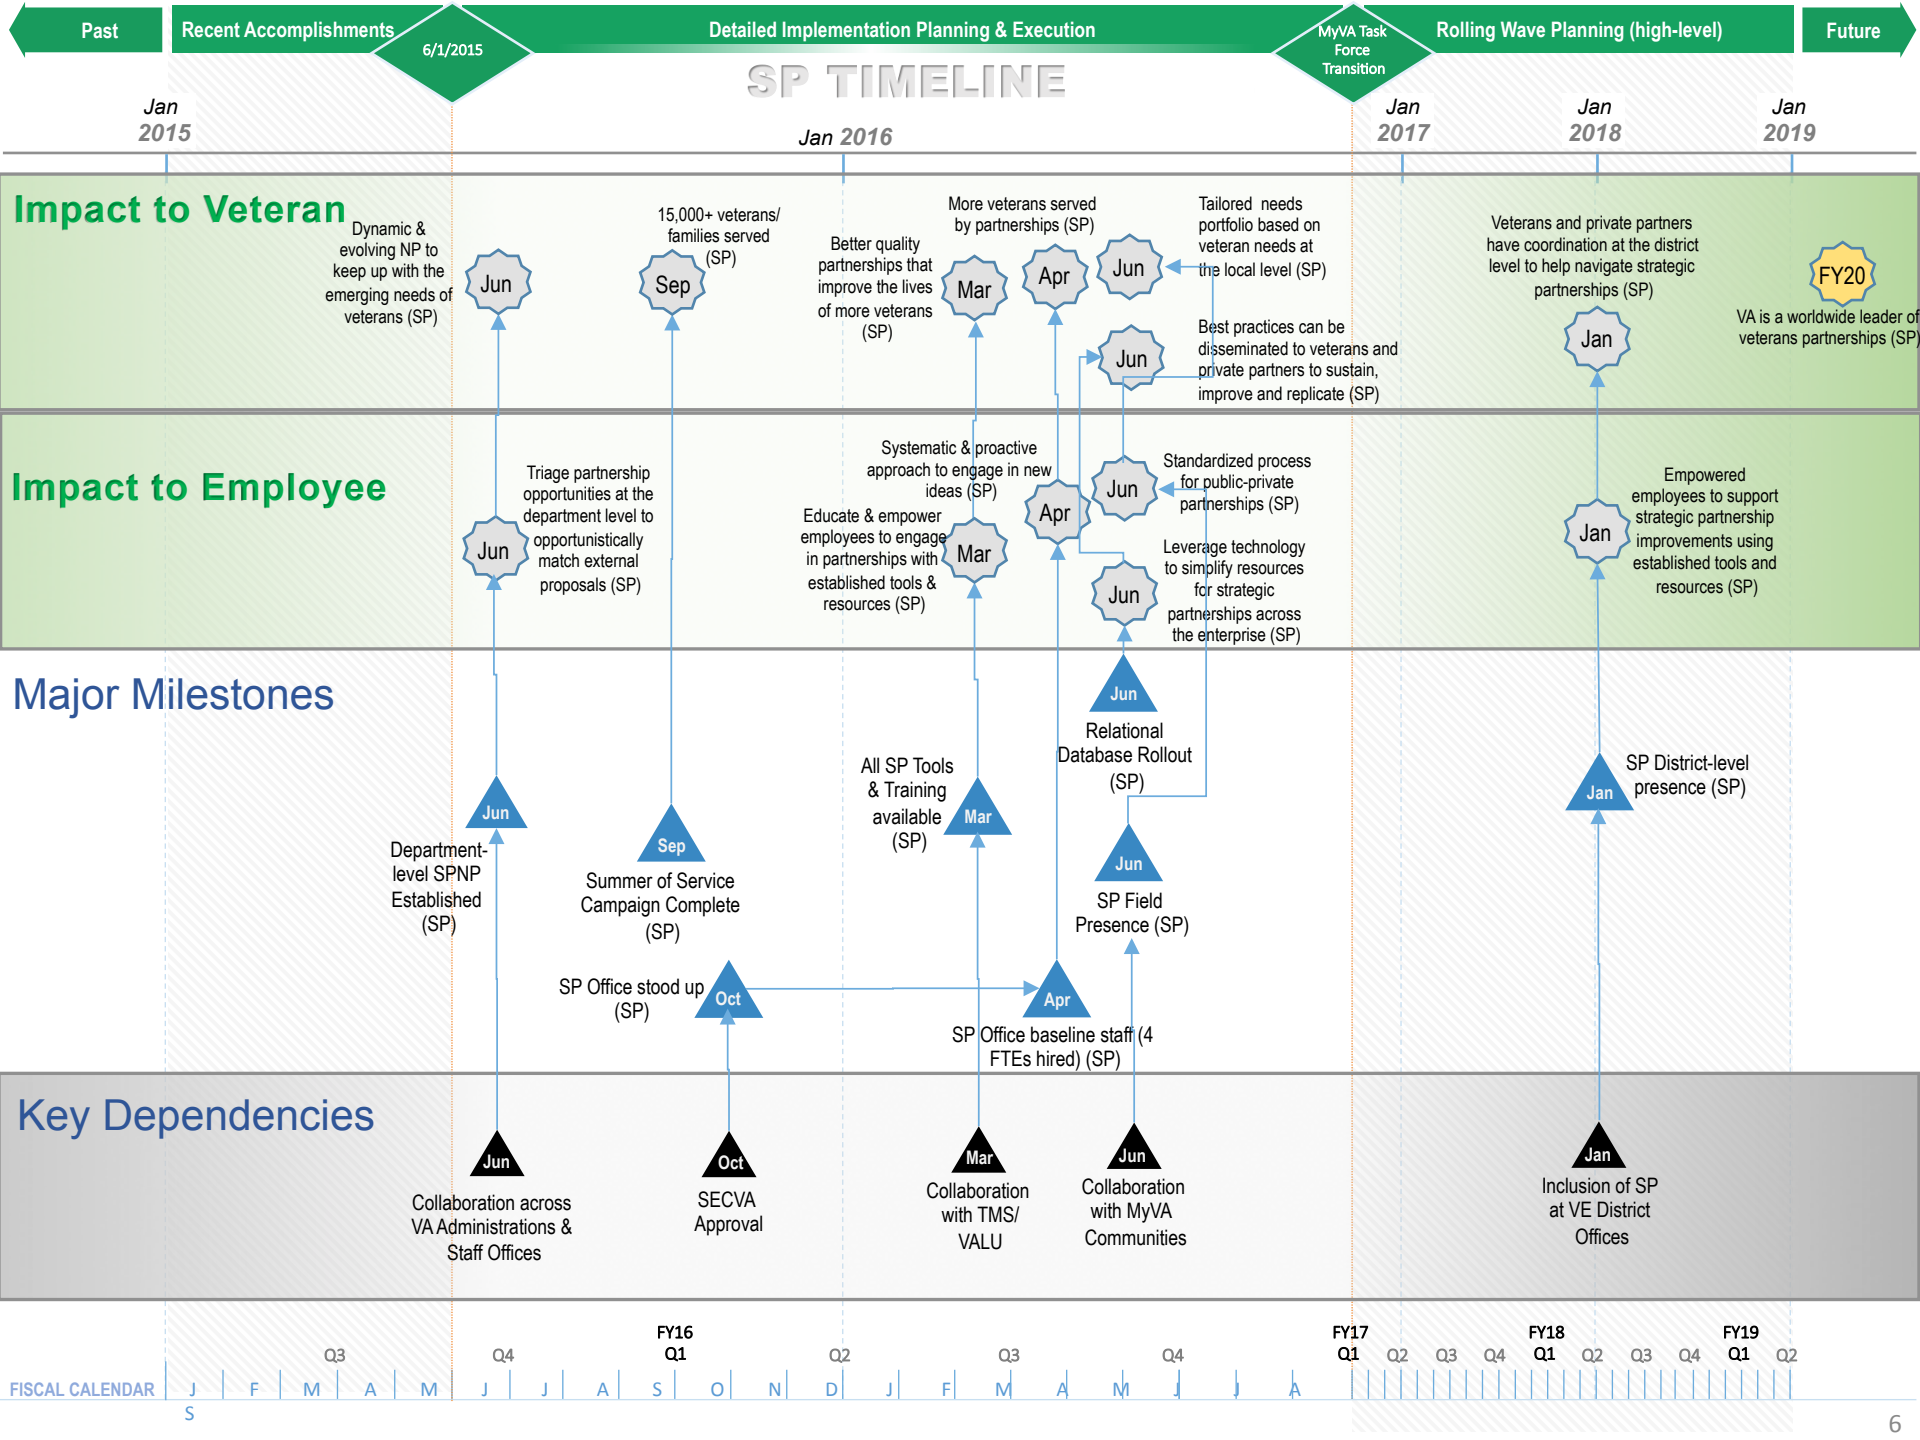 Past
Recent Accomplishments
6/1/2015
Detailed Implementation Planning & Execution
MyVA Task
Force
Transition
Rolling Wave Planning (high-level)
Future
SP TIMELINE
Jan
2015
Jan 2016
Jan
2017
Jan
2018
Jan
2019
Impact to Veteran
Dynamic &
evolving NP to
keep up with the
emerging needs of
veterans (SP)
Jun
15,000+ veterans/
families served
(SP)
Sep
Better quality
partnerships that
improve the lives
of more veterans
(SP)
Mar
More veterans served
by partnerships (SP)
Apr
Jun
Tailored needs
portfolio based on
veteran needs at
the local level (SP)
Jun
Best practices can be
disseminated to veterans and
private partners to sustain,
improve and replicate (SP)
Veterans and private partners
have coordination at the district
level to help navigate strategic
partnerships (SP)
Jan
FY20
VA is a worldwide leader of
veterans partnerships (SP)
Impact to Employee
Jun
Triage partnership
opportunities at the
department level to
opportunistically
match external
proposals (SP)
Systematic & proactive
approach to engage in new
ideas (SP)
Apr
Educate & empower
employees to engage
in partnerships with
established tools &
resources (SP)
Mar
Jun
Standardized process
for public-private
partnerships (SP)
Jun
Leverage technology
to simplify resources
for strategic
partnerships across
the enterprise (SP)
Jan
Empowered
employees to support
strategic partnership
improvements using
established tools and
resources (SP)
Major Milestones
Jun
Department-
level SPNP
Established
(SP)
Sep
Summer of Service
Campaign Complete
(SP)
All SP Tools
& Training
available
(SP)
Mar
Jun
Relational
Database Rollout
(SP)
Jun
SP Field
Presence (SP)
Jan
SP District-level
presence (SP)
SP Office stood up
(SP)
Oct
Apr
SP Office baseline staff (4
FTEs hired) (SP)
Key Dependencies
Jun
Collaboration across
VA Administrations &
Staff Offices
Oct
SECVA
Approval
Mar
Collaboration
with TMS/
VALU
Jun
Collaboration
with MyVA
Communities
Jan
Inclusion of SP
at VE District
Offices
FY16 FY17 FY18 FY19
Q3 Q4 Q1 Q2 Q3 Q4 Q1 Q2 Q3 Q4 Q1 Q2 Q3 Q4 Q1 Q2
FISCAL CALENDAR J F M A M J J A S O N D J F M A M J J A
S
6